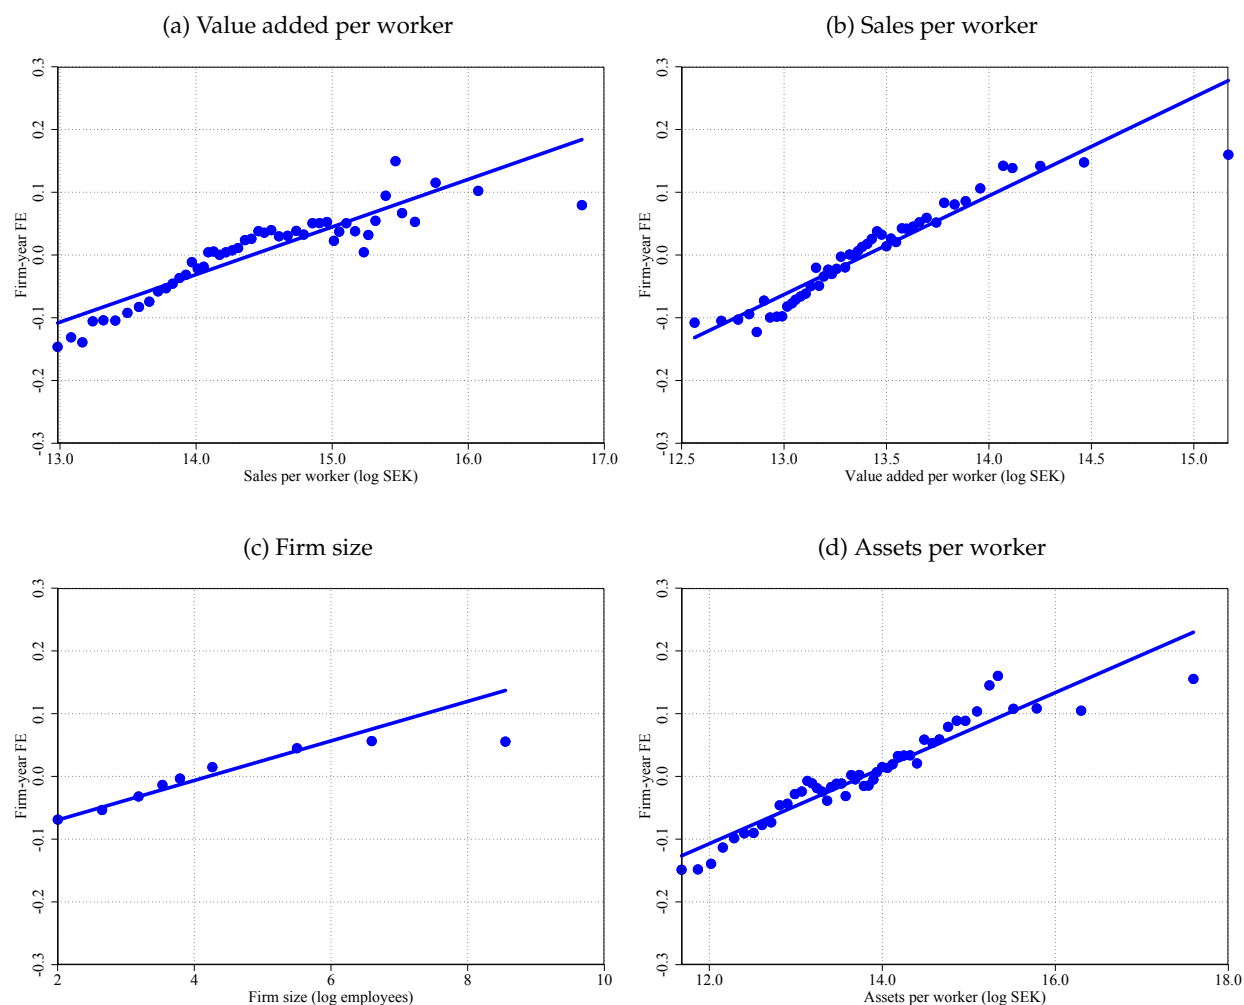 (a) Value added per worker
(b) Sales per worker
0.3
0.2
0.1
0.0
-0.1
-0.2
-0.3
Firm-year FE
13.0 14.0 15.0 16.0 17.0
Sales per worker (log SEK)
0.3
0.2
0.1
0.0
-0.1
-0.2
-0.3
Firm-year FE
12.5 13.0 13.5 14.0 14.5 15.0
Value added per worker (log SEK)
(c) Firm size
(d) Assets per worker
0.3
0.2
0.1
0.0
-0.1
-0.2
-0.3
Firm-year FE
2 4 6 8 10
Firm size (log employees)
0.3
0.2
0.1
0.0
-0.1
-0.2
-0.3
Firm-year FE
12.0 14.0 16.0 18.0
Assets per worker (log SEK)